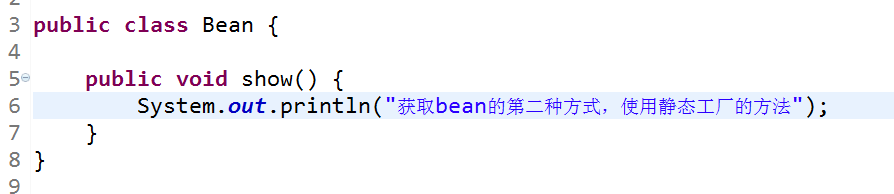 3 public class Bean {
4
5     public void show() {
6         System.out.println("获取bean的第二种方式，使用静态工厂的方法");
7     }
8 }
9